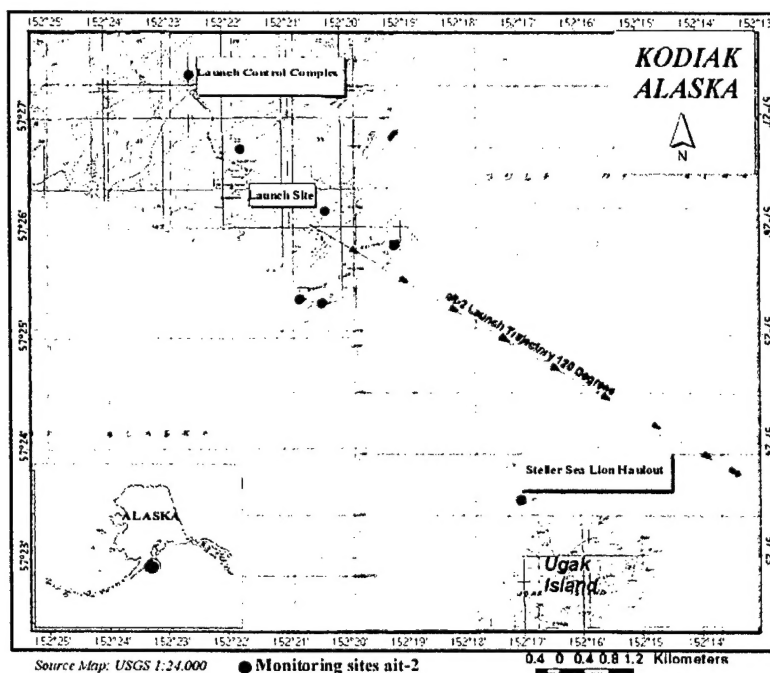 152°25' 152°24' 152°23' 152°22' 152°21' 152°20' 152°19' 152°18' 152°17' 152°16' 152°15' 152°14' 152°13'
KODIAK
ALASKA
N
Launch Control Complex
57°27'
Launch Site
57°26'
ait-2 Launch Trajectory 120 Degrees
57°25'
57°24'
Steller Sea Lion Haulout
ALASKA
57°23'
Ugak
Island
152°25' 152°24' 152°23' 152°22' 152°21' 152°20' 152°19' 152°18' 152°17' 152°16' 152°15' 152°14'
Source Map: USGS 1:24,000
Monitoring sites ait-2
0.4 0 0.4 0.8 1.2 Kilometers